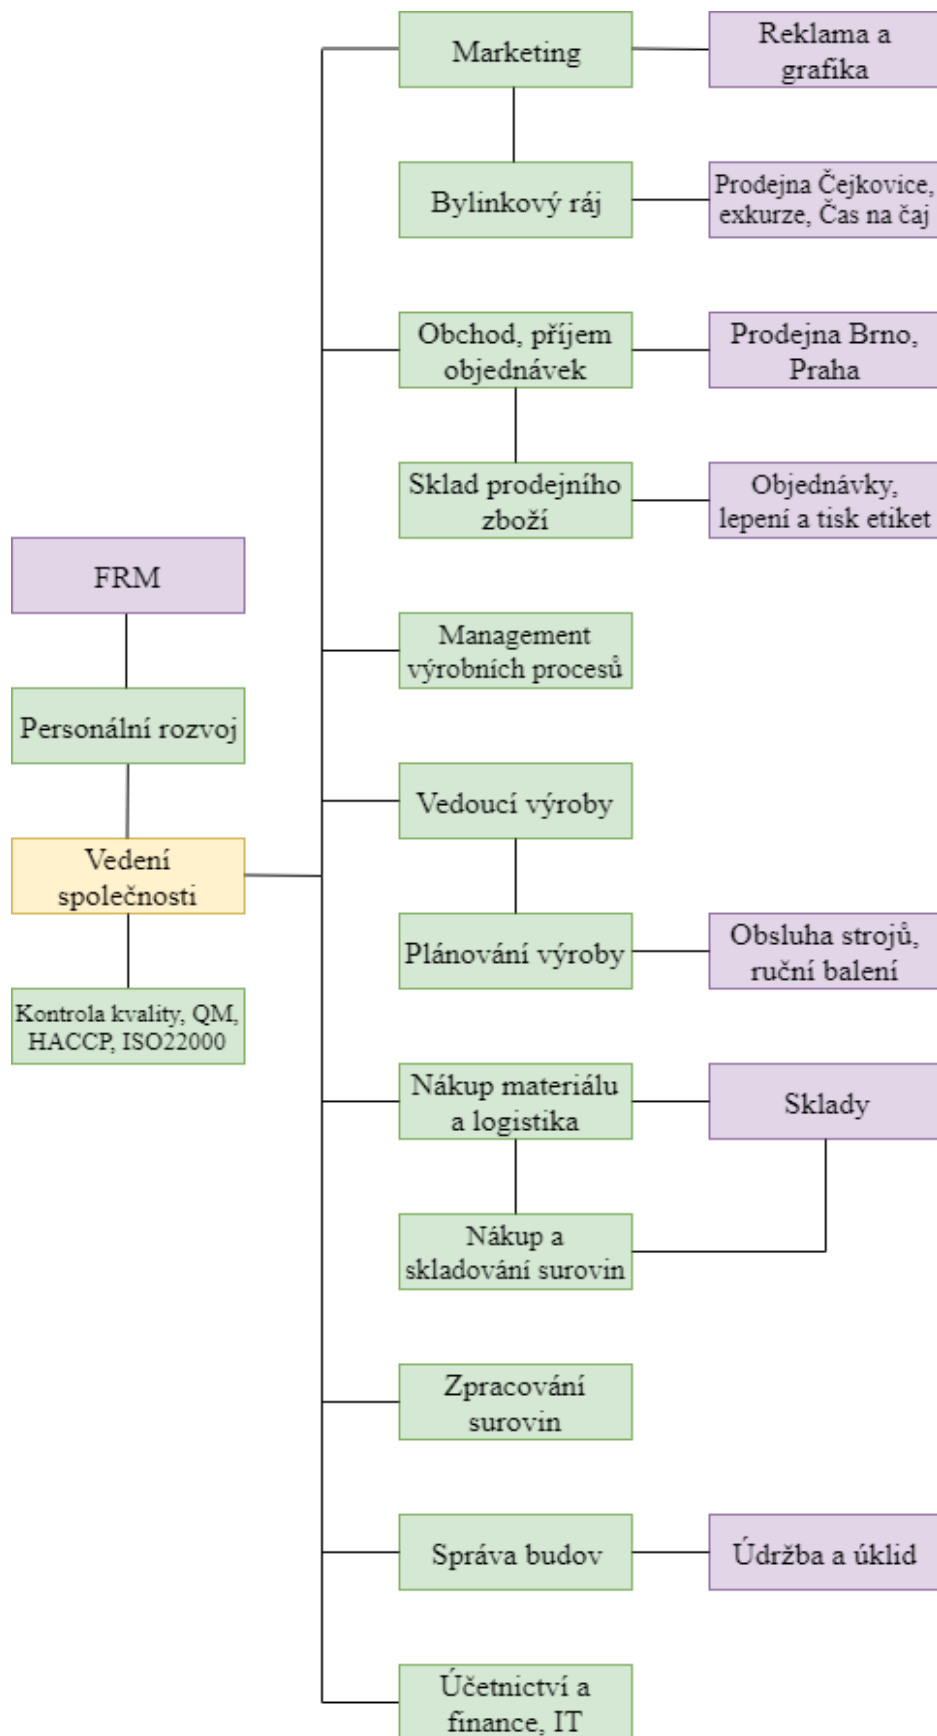 Marketing
Reklama a
grafika
Bylinkový ráj
Prodejna Čejkovice,
exkurze, Čas na čaj
Obchod, příjem
objednávek
Prodejna Brno,
Praha
Sklad prodejního
zboží
Objednávky,
lepení a tisk etiket
FRM
Management
výrobních procesů
Personální rozvoj
Vedoucí výroby
Vedení
společnosti
Plánování výroby
Obsluha strojů,
ruční balení
Kontrola kvality, QM,
HACCP, ISO22000
Nákup materiálu
a logistika
Sklady
Nákup a
skladování surovin
Zpracování
surovin
Správa budov
Údržba a úklid
Účetnictví a
finance, IT